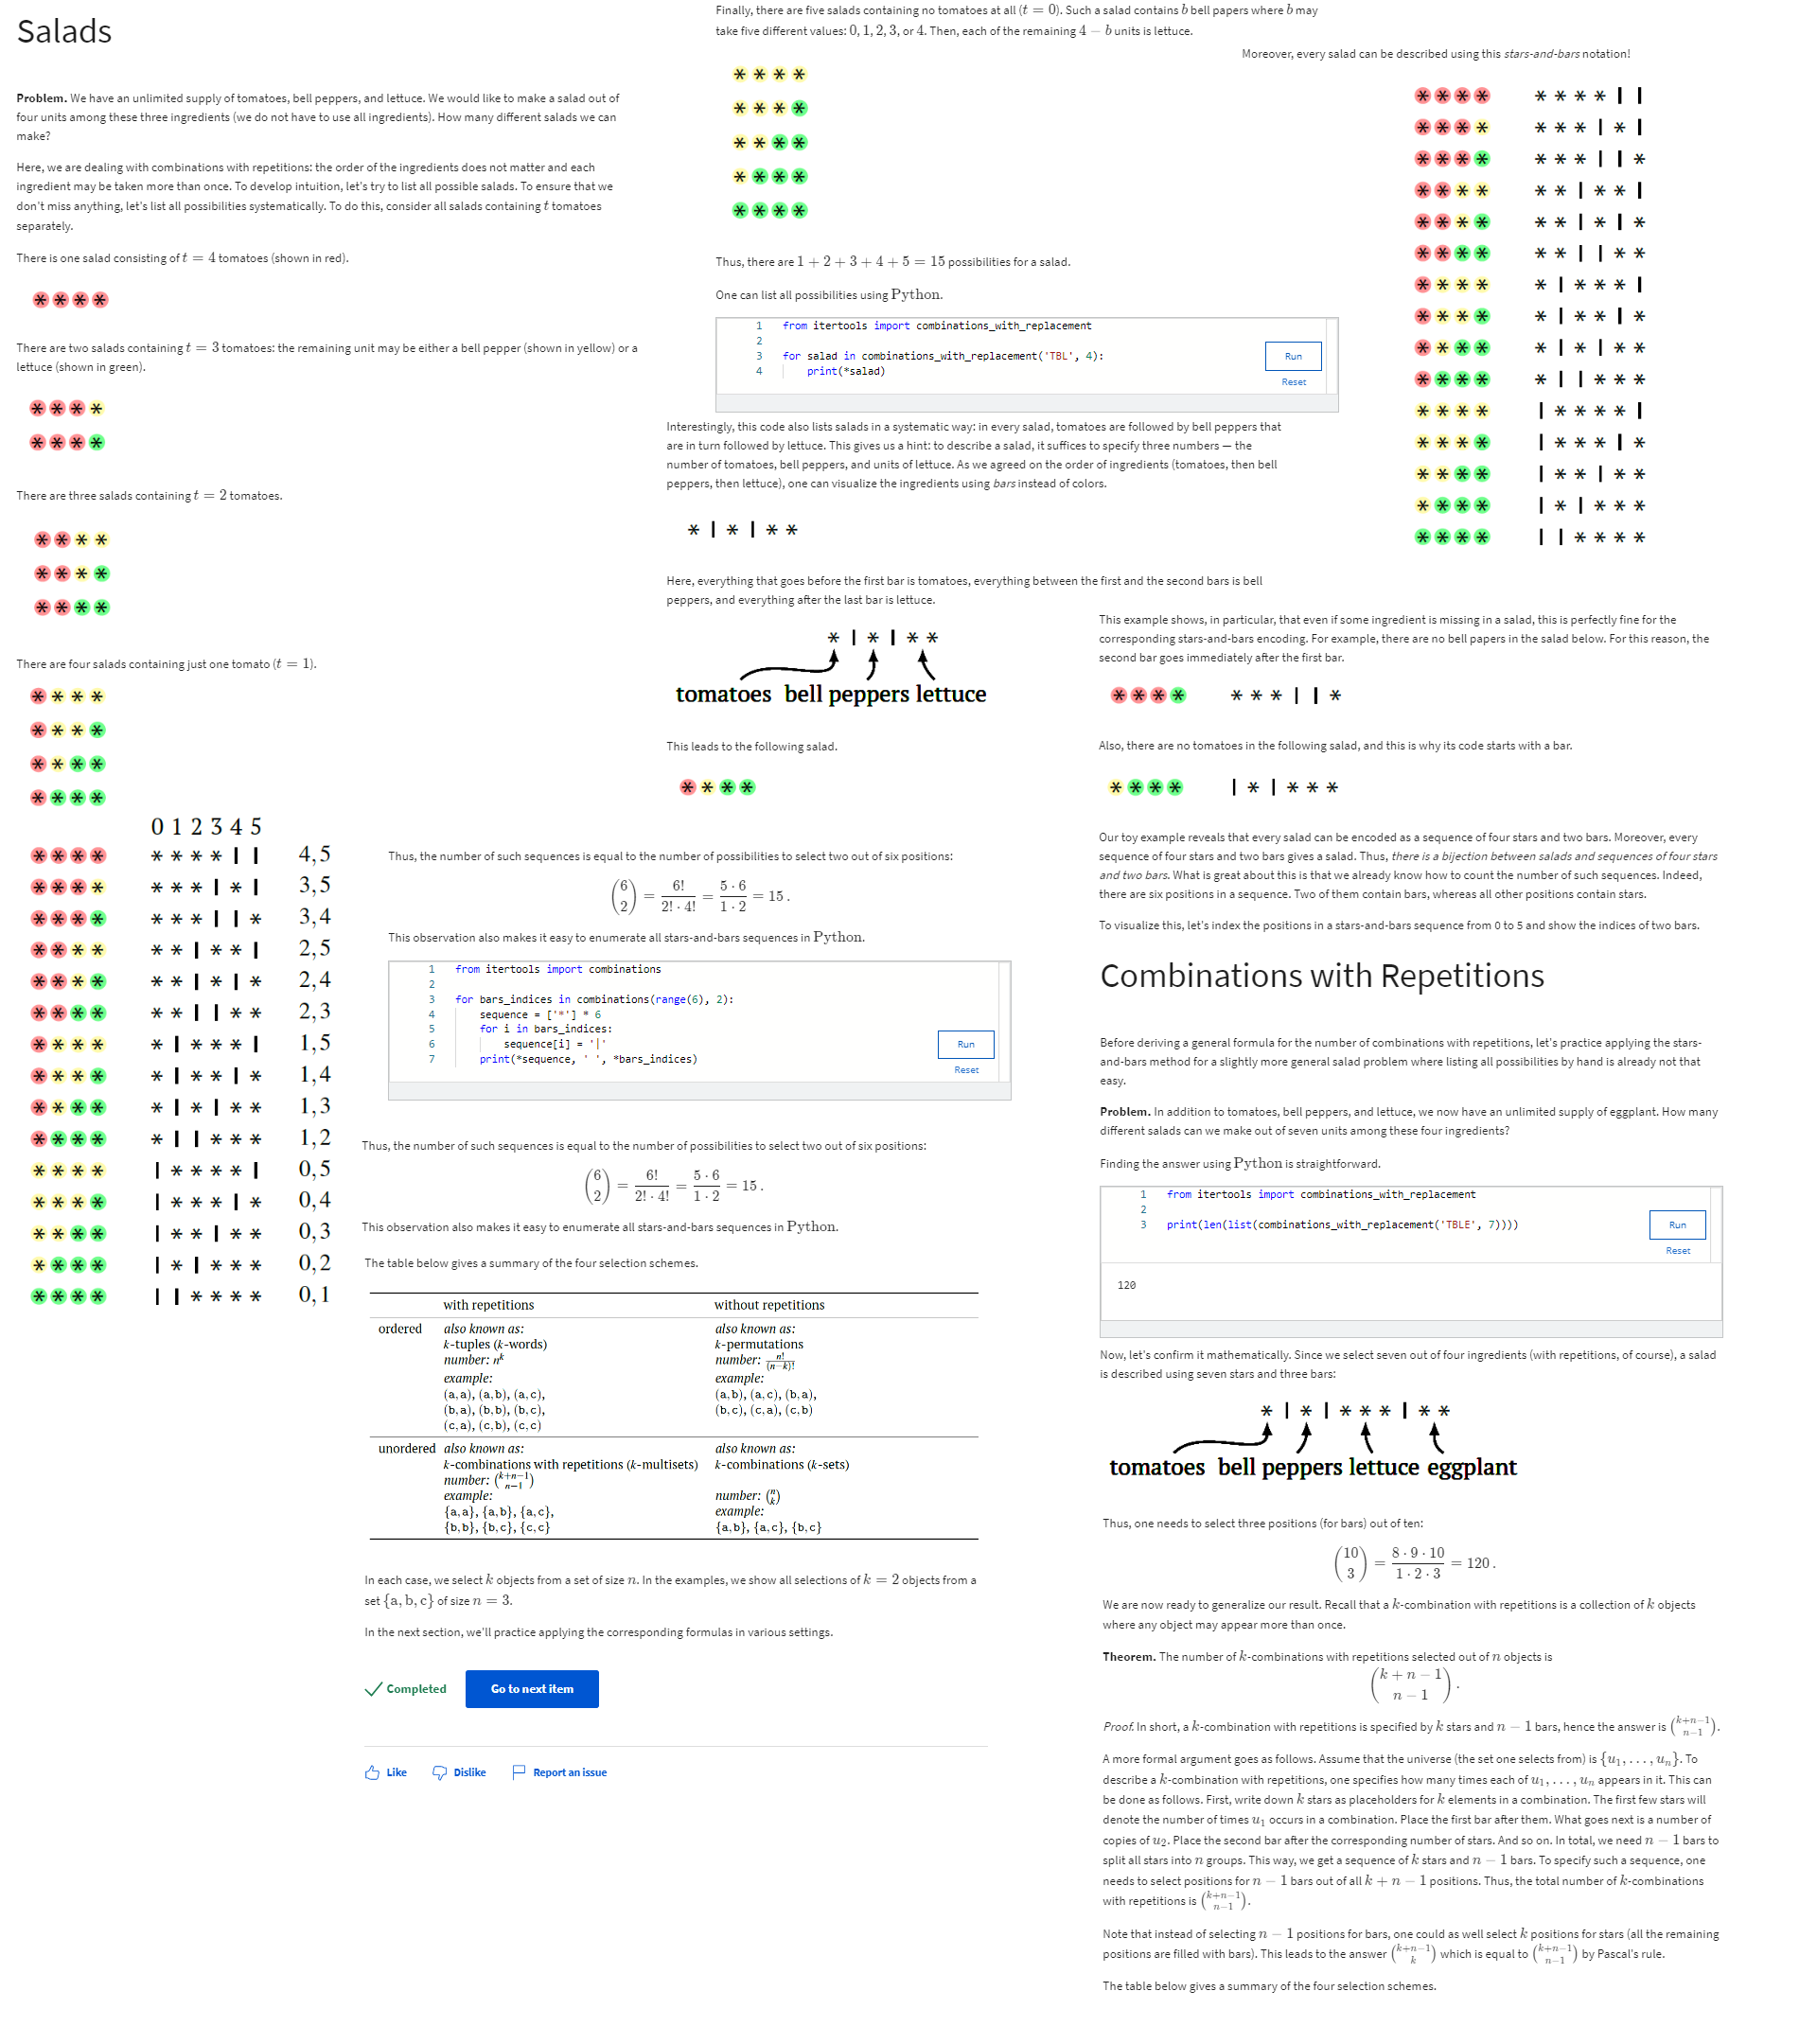 Salads
Problem. We have an unlimited supply of tomatoes, bell peppers, and lettuce. We would like to make a salad out of
four units among these three ingredients (we do not have to use all ingredients). How many different salads we can
make?
Here, we are dealing with combinations with repetitions: the order of the ingredients does not matter and each
ingredient may be taken more than once. To develop intuition, let's try to list all possible salads. To ensure that we
don't miss anything, let's list all possibilities systematically. To do this, consider all salads containing t tomatoes
separately.
There is one salad consisting of t = 4 tomatoes (shown in red).
* * * *
There are two salads containing t = 3 tomatoes: the remaining unit may be either a bell pepper (shown in yellow) or a
lettuce (shown in green).
* * * *
* * * *
There are three salads containing t = 2 tomatoes.
* * * *
* * * *
* * * *
There are four salads containing just one tomato (t = 1).
* * * *
* * * *
* * * *
* * * *
Finally, there are five salads containing no tomatoes at all (t = 0). Such a salad contains b bell papers where b may
take five different values: 0, 1, 2, 3, or 4. Then, each of the remaining 4 − b units is lettuce.
* * * *
* * * *
* * * *
* * * *
* * * *
Thus, there are 1 + 2 + 3 + 4 + 5 = 15 possibilities for a salad.
One can list all possibilities using Python.
1 from itertools import combinations_with_replacement
2
3 for salad in combinations_with_replacement('TBL', 4):
4 print(*salad)
Run
Reset
Interestingly, this code also lists salads in a systematic way: in every salad, tomatoes are followed by bell peppers that
are in turn followed by lettuce. This gives us a hint: to describe a salad, it suffices to specify three numbers — the
number of tomatoes, bell peppers, and units of lettuce. As we agreed on the order of ingredients (tomatoes, then bell
peppers, then lettuce), one can visualize the ingredients using bars instead of colors.
* | * | * *
Here, everything that goes before the first bar is tomatoes, everything between the first and the second bars is bell
peppers, and everything after the last bar is lettuce.
* | * | * *
tomatoes bell peppers lettuce
This leads to the following salad.
* * * *
Moreover, every salad can be described using this stars-and-bars notation!
* * * * * * * * | |
* * * * * * * | * |
* * * * * * * | | *
* * * * * * | * * |
* * * * * * | * | *
* * * * * * | | * *
* * * * * | * * * |
* * * * * | * * | *
* * * * * | * | * *
* * * * * | | * * *
* * * * | * * * * |
* * * * | * * * | *
* * * * | * * | * *
* * * * | * | * * *
* * * * | | * * * *
This example shows, in particular, that even if some ingredient is missing in a salad, this is perfectly fine for the
corresponding stars-and-bars encoding. For example, there are no bell papers in the salad below. For this reason, the
second bar goes immediately after the first bar.
* * * * * * * | | *
Also, there are no tomatoes in the following salad, and this is why its code starts with a bar.
* * * * | * | * * *
Our toy example reveals that every salad can be encoded as a sequence of four stars and two bars. Moreover, every
sequence of four stars and two bars gives a salad. Thus, there is a bijection between salads and sequences of four stars
and two bars. What is great about this is that we already know how to count the number of such sequences. Indeed,
there are six positions in a sequence. Two of them contain bars, whereas all other positions contain stars.
To visualize this, let's index the positions in a stars-and-bars sequence from 0 to 5 and show the indices of two bars.
0 1 2 3 4 5
* * * * * * * * | | 4, 5
* * * * * * * | * | 3, 5
* * * * * * * | | * 3, 4
* * * * * * | * * | 2, 5
* * * * * * | * | * 2, 4
* * * * * * | | * * 2, 3
* * * * * | * * * | 1, 5
* * * * * | * * | * 1, 4
* * * * * | * | * * 1, 3
* * * * * | | * * * 1, 2
* * * * | * * * * | 0, 5
* * * * | * * * | * 0, 4
* * * * | * * | * * 0, 3
* * * * | * | * * * 0, 2
* * * * | | * * * * 0, 1
Thus, the number of such sequences is equal to the number of possibilities to select two out of six positions:
(6 2) = 6! / (2! · 4!) = (5 · 6) / (1 · 2) = 15 .
This observation also makes it easy to enumerate all stars-and-bars sequences in Python.
1 from itertools import combinations
2
3 for bars_indices in combinations(range(6), 2):
4 sequence = ['*'] * 6
5 for i in bars_indices:
6 sequence[i] = '|'
7 print(*sequence, ' ', *bars_indices)
Run
Reset
Thus, the number of such sequences is equal to the number of possibilities to select two out of six positions:
(6 2) = 6! / (2! · 4!) = (5 · 6) / (1 · 2) = 15 .
This observation also makes it easy to enumerate all stars-and-bars sequences in Python.
The table below gives a summary of the four selection schemes.
with repetitions without repetitions
ordered also known as: also known as:
k-tuples (k-words) k-permutations
number: n^k number: n!/(n−k)!
example: example:
(a,a), (a,b), (a,c), (a,b), (a,c), (b,a),
(b,a), (b,b), (b,c), (b,c), (c,a), (c,b)
(c,a), (c,b), (c,c)
unordered also known as: also known as:
k-combinations with repetitions (k-multisets) k-combinations (k-sets)
number: (k+n−1 n−1)
example: number: (n k)
{a,a}, {a,b}, {a,c}, example:
{b,b}, {b,c}, {c,c} {a,b}, {a,c}, {b,c}
In each case, we select k objects from a set of size n. In the examples, we show all selections of k = 2 objects from a
set {a, b, c} of size n = 3.
In the next section, we'll practice applying the corresponding formulas in various settings.
Completed Go to next item
Like Dislike Report an issue
Combinations with Repetitions
Before deriving a general formula for the number of combinations with repetitions, let's practice applying the stars-
and-bars method for a slightly more general salad problem where listing all possibilities by hand is already not that
easy.
Problem. In addition to tomatoes, bell peppers, and lettuce, we now have an unlimited supply of eggplant. How many
different salads can we make out of seven units among these four ingredients?
Finding the answer using Python is straightforward.
1 from itertools import combinations_with_replacement
2
3 print(len(list(combinations_with_replacement('TBLE', 7))))
Run
Reset
120
Now, let's confirm it mathematically. Since we select seven out of four ingredients (with repetitions, of course), a salad
is described using seven stars and three bars:
* | * | * * * | * *
tomatoes bell peppers lettuce eggplant
Thus, one needs to select three positions (for bars) out of ten:
(10 3) = (8 · 9 · 10) / (1 · 2 · 3) = 120 .
We are now ready to generalize our result. Recall that a k-combination with repetitions is a collection of k objects
where any object may appear more than once.
Theorem. The number of k-combinations with repetitions selected out of n objects is
(k + n − 1 n − 1) .
Proof. In short, a k-combination with repetitions is specified by k stars and n − 1 bars, hence the answer is (k+n−1 n−1).
A more formal argument goes as follows. Assume that the universe (the set one selects from) is {u1, . . . , un}. To
describe a k-combination with repetitions, one specifies how many times each of u1, . . . , un appears in it. This can
be done as follows. First, write down k stars as placeholders for k elements in a combination. The first few stars will
denote the number of times u1 occurs in a combination. Place the first bar after them. What goes next is a number of
copies of u2. Place the second bar after the corresponding number of stars. And so on. In total, we need n − 1 bars to
split all stars into n groups. This way, we get a sequence of k stars and n − 1 bars. To specify such a sequence, one
needs to select positions for n − 1 bars out of all k + n − 1 positions. Thus, the total number of k-combinations
with repetitions is (k+n−1 n−1).
Note that instead of selecting n − 1 positions for bars, one could as well select k positions for stars (all the remaining
positions are filled with bars). This leads to the answer (k+n−1 k) which is equal to (k+n−1 n−1) by Pascal's rule.
The table below gives a summary of the four selection schemes.